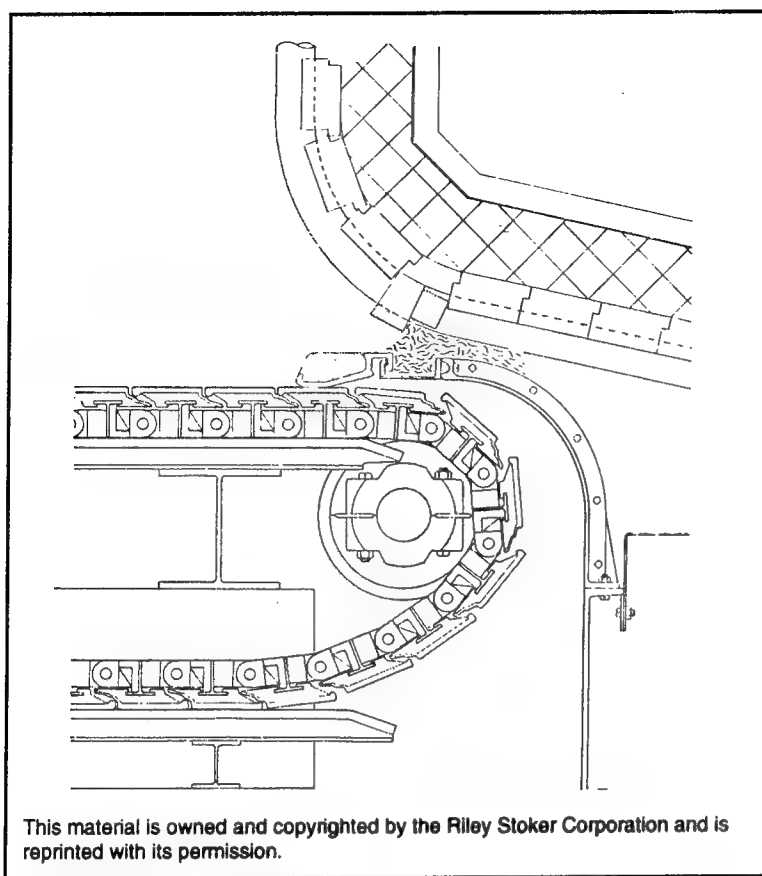 This material is owned and copyrighted by the Riley Stoker Corporation and is
reprinted with its permission.